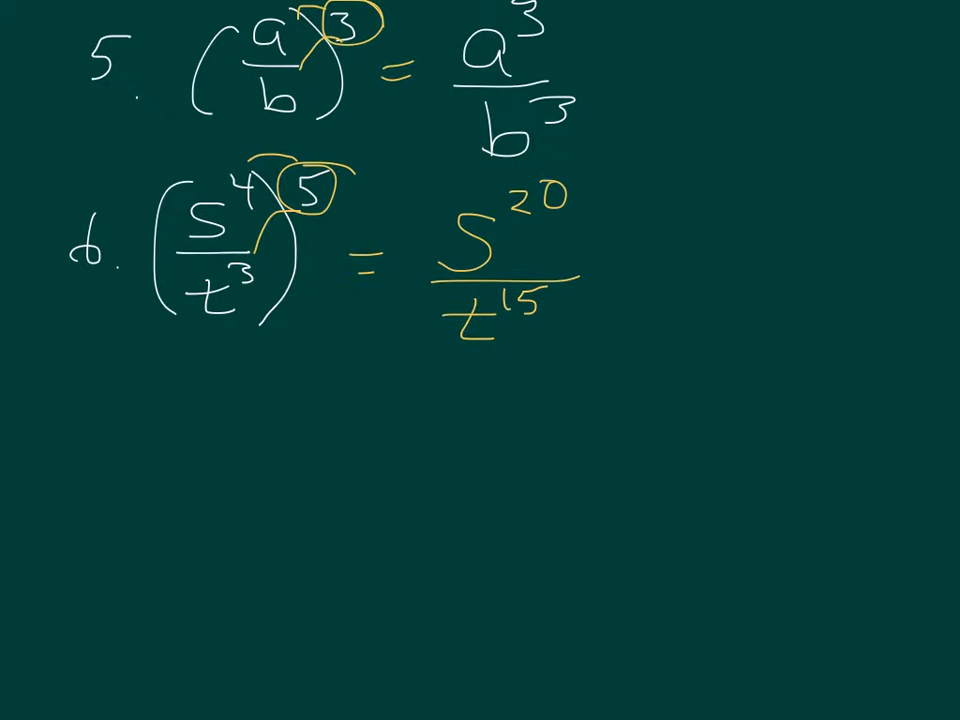 5. (a/b)^3 = a^3/b^3
6. (s^4/t^3)^5 = s^20/t^15